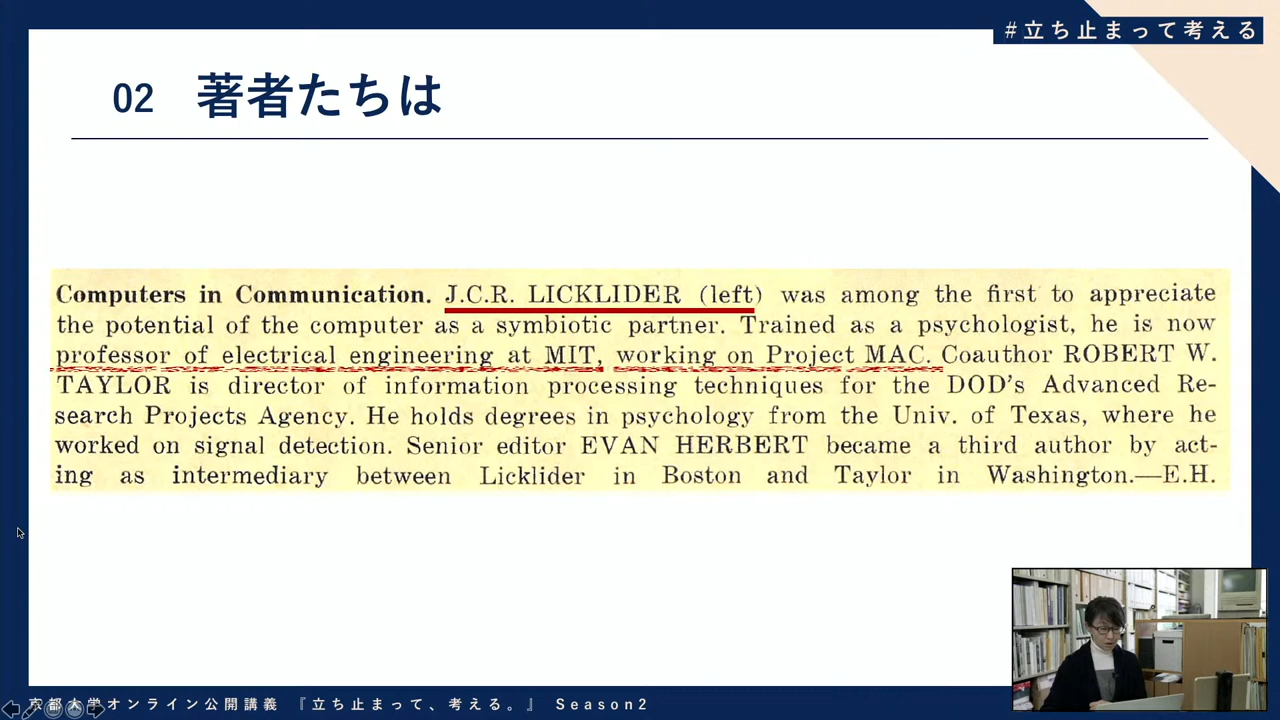 #立ち止まって考える
02 著者たちは
Computers in Communication. J.C.R. LICKLIDER (left) was among the first to appreciate
the potential of the computer as a symbiotic partner. Trained as a psychologist, he is now
professor of electrical engineering at MIT, working on Project MAC. Coauthor ROBERT W.
TAYLOR is director of information processing techniques for the DOD's Advanced Re-
search Projects Agency. He holds degrees in psychology from the Univ. of Texas, where he
worked on signal detection. Senior editor EVAN HERBERT became a third author by act-
ing as intermediary between Licklider in Boston and Taylor in Washington.—E.H.
京都大学オンライン公開講義 『立ち止まって、考える。』 Season2